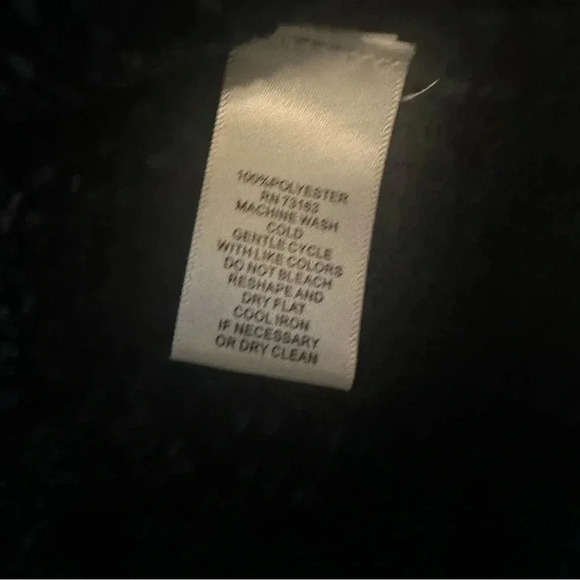 100%POLYESTER
RN 73163
MACHINE WASH
COLD
GENTLE CYCLE
WITH LIKE COLORS
DO NOT BLEACH
RESHAPE AND
DRY FLAT
COOL IRON
IF NECESSARY
OR DRY CLEAN